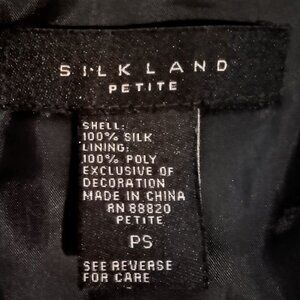 SILKLAND
PETITE
SHELL:
100% SILK
LINING:
100% POLY
EXCLUSIVE OF
DECORATION
MADE IN CHINA
RN 88820
PETITE
PS
SEE REVERSE
FOR CARE